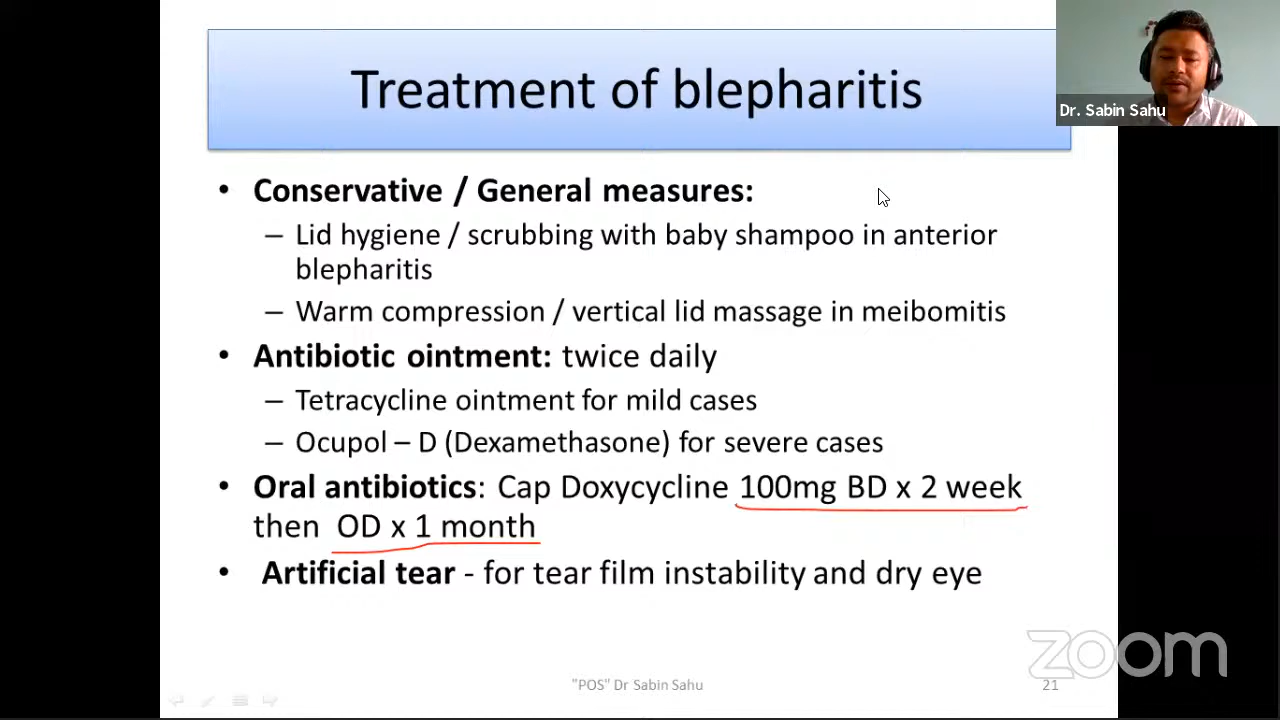 Treatment of blepharitis
Dr. Sabin Sahu
• Conservative / General measures:
– Lid hygiene / scrubbing with baby shampoo in anterior
blepharitis
– Warm compression / vertical lid massage in meibomitis
• Antibiotic ointment: twice daily
– Tetracycline ointment for mild cases
– Ocupol – D (Dexamethasone) for severe cases
• Oral antibiotics: Cap Doxycycline 100mg BD x 2 week
then OD x 1 month
• Artificial tear - for tear film instability and dry eye
zoom
"POS" Dr Sabin Sahu
21